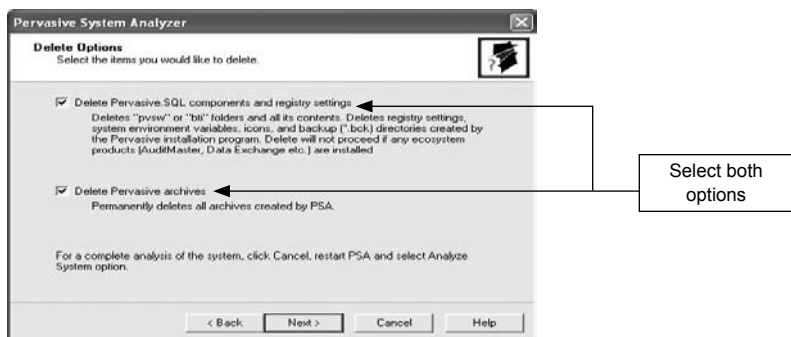 Pervasive System Analyzer
Delete Options
Select the items you would like to delete.
Delete Pervasive.SQL components and registry settings
Deletes "pvsw" or "bti" folders and all its contents. Deletes registry settings,
system environment variables, icons, and backup (*.bck) directories created by
the Pervasive installation program. Delete will not proceed if any ecosystem
products (AuditMaster, Data Exchange etc.) are installed
Delete Pervasive archives
Permanently deletes all archives created by PSA.
For a complete analysis of the system, click Cancel, restart PSA and select Analyze
System option.
< Back Next > Cancel Help
Select both
options